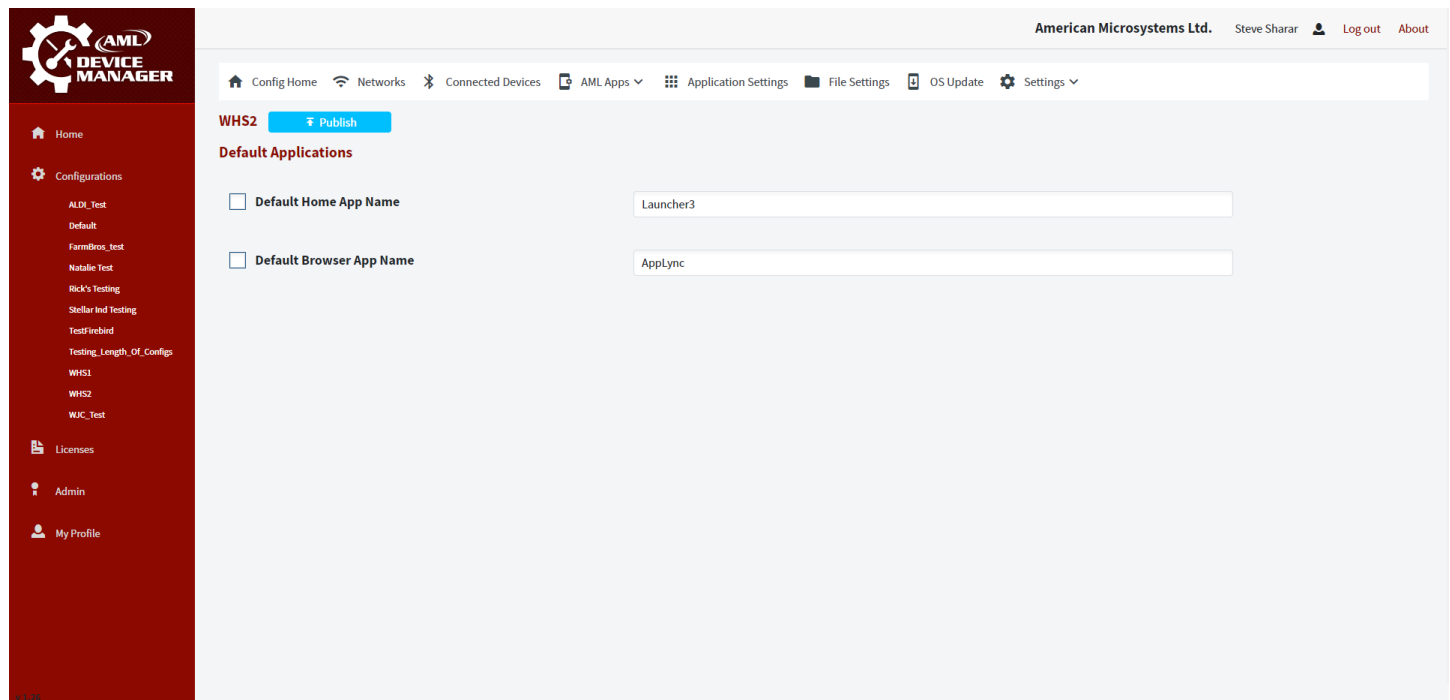 AML
DEVICE
MANAGER
American Microsystems Ltd. Steve Sharar Log out About
Config Home Networks Connected Devices AML Apps Application Settings File Settings OS Update Settings
WHS2 Publish
Default Applications
Default Home App Name Launcher3
Default Browser App Name AppLync
Home
Configurations
ALDI_Test
Default
FarmBros_test
Natalie Test
Rick's Testing
Stellar Ind Testing
TestFirebird
Testing_Length_Of_Configs
WHS1
WHS2
WJC_Test
Licenses
Admin
My Profile